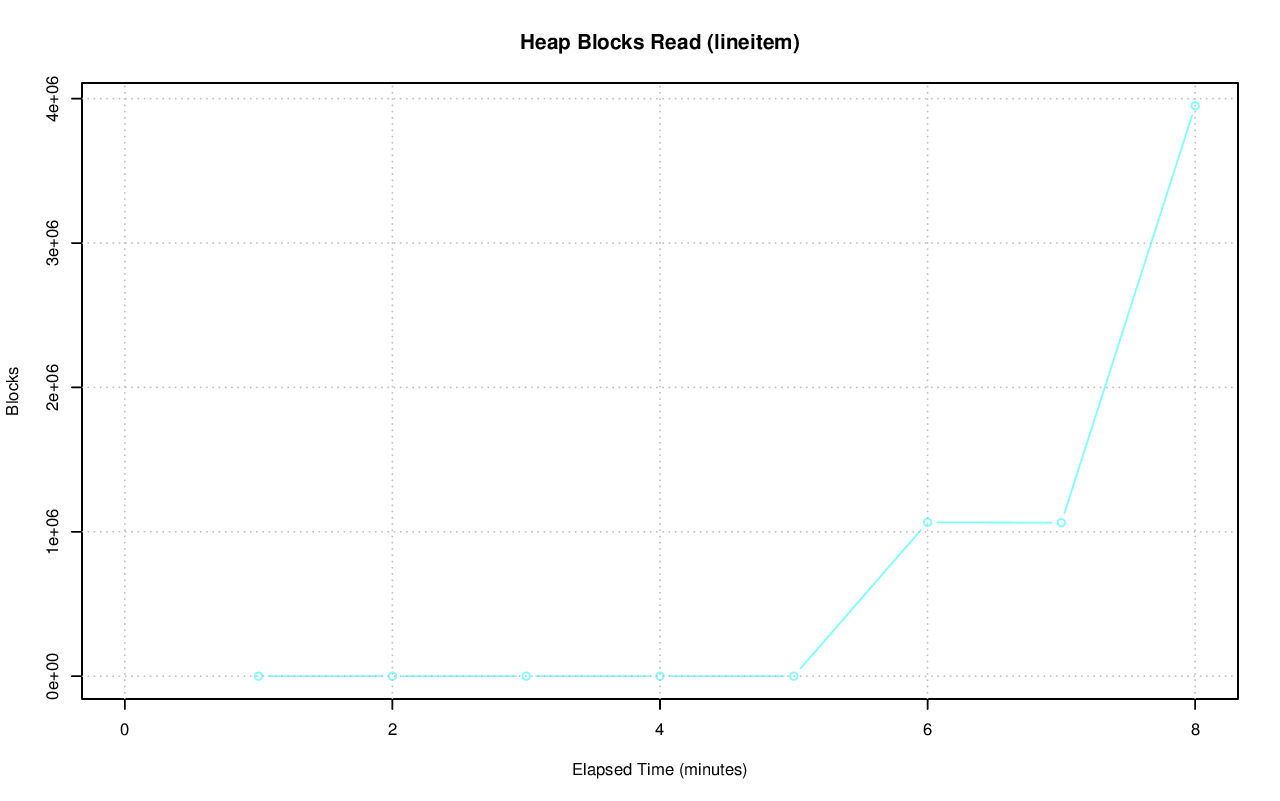 Heap Blocks Read (lineitem)
4e+06
3e+06
2e+06
1e+06
0e+00
Blocks
0 2 4 6 8
Elapsed Time (minutes)